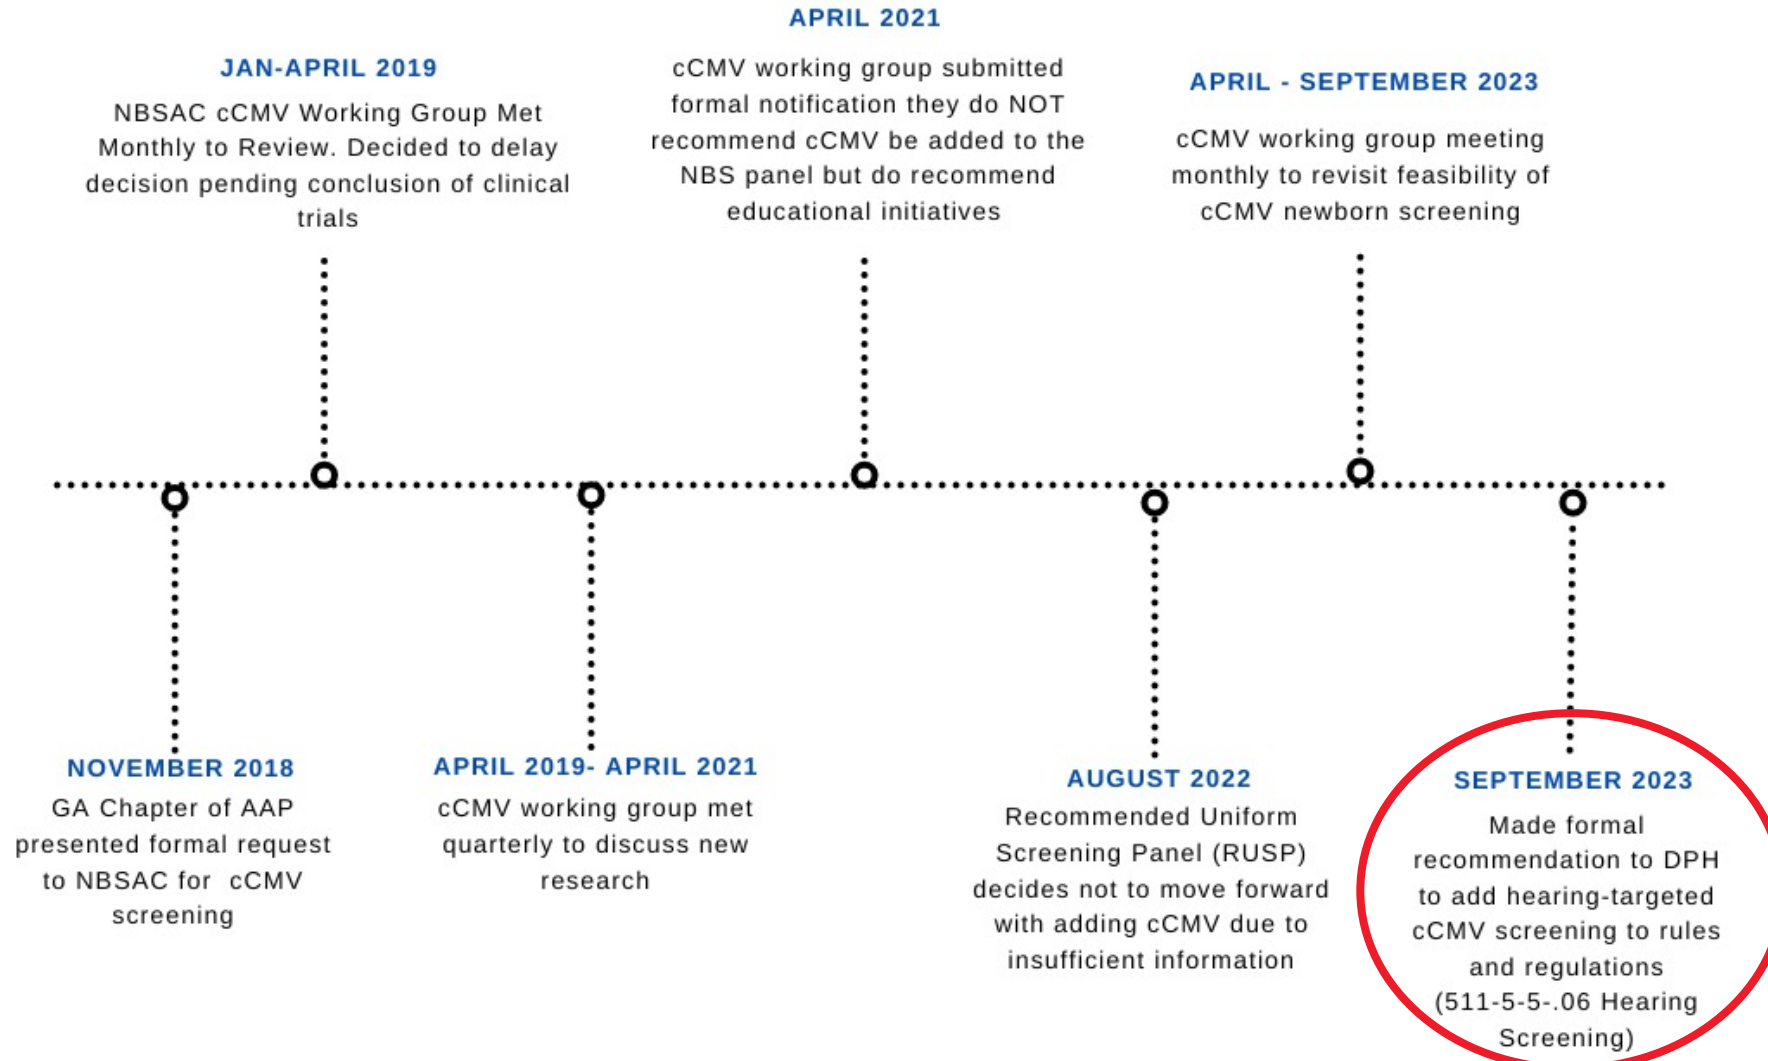 APRIL 2021
cCMV working group submitted
formal notification they do NOT
recommend cCMV be added to the
NBS panel but do recommend
educational initiatives
JAN-APRIL 2019
NBSAC cCMV Working Group Met
Monthly to Review. Decided to delay
decision pending conclusion of clinical
trials
APRIL - SEPTEMBER 2023
cCMV working group meeting
monthly to revisit feasibility of
cCMV newborn screening
NOVEMBER 2018
GA Chapter of AAP
presented formal request
to NBSAC for cCMV
screening
APRIL 2019- APRIL 2021
cCMV working group met
quarterly to discuss new
research
AUGUST 2022
Recommended Uniform
Screening Panel (RUSP)
decides not to move forward
with adding cCMV due to
insufficient information
SEPTEMBER 2023
Made formal
recommendation to DPH
to add hearing-targeted
cCMV screening to rules
and regulations
(511-5-5-.06 Hearing
Screening)